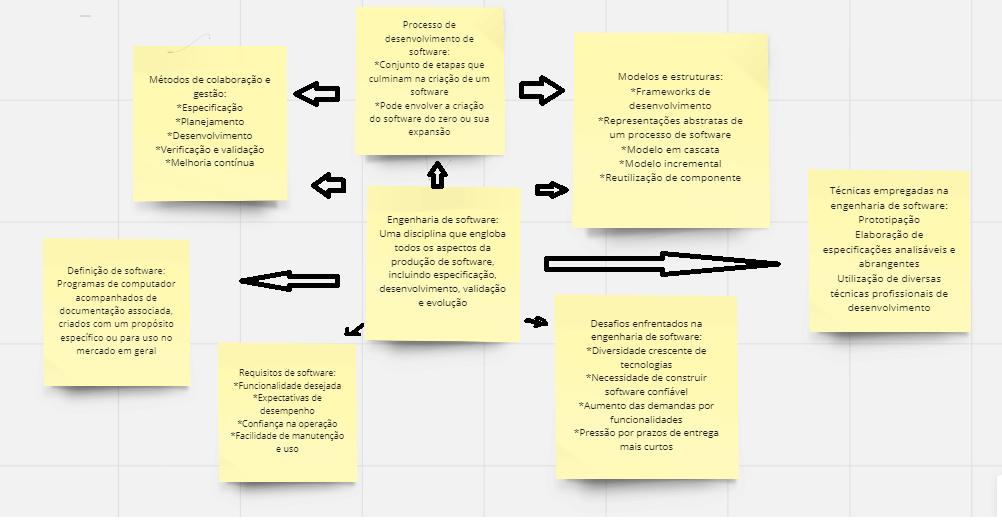 Processo de
desenvolvimento de
software:
*Conjunto de etapas que
culminam na criação de um
software
*Pode envolver a criação
do software do zero ou sua
expansão
Métodos de colaboração e
gestão:
*Especificação
*Planejamento
*Desenvolvimento
*Verificação e validação
*Melhoria contínua
Modelos e estruturas:
*Frameworks de
desenvolvimento
*Representações abstratas de
um processo de software
*Modelo em cascata
*Modelo incremental
*Reutilização de componente
Engenharia de software:
Uma disciplina que engloba
todos os aspectos da
produção de software,
incluindo especificação,
desenvolvimento, validação
e evolução
Técnicas empregadas na
engenharia de software:
Prototipação
Elaboração de
especificações analisáveis e
abrangentes
Utilização de diversas
técnicas profissionais de
desenvolvimento
Definição de software:
Programas de computador
acompanhados de
documentação associada,
criados com um propósito
específico ou para uso no
mercado em geral
Requisitos de software:
*Funcionalidade desejada
*Expectativas de
desempenho
*Confiança na operação
*Facilidade de manutenção
e uso
Desafios enfrentados na
engenharia de software:
*Diversidade crescente de
tecnologias
*Necessidade de construir
software confiável
*Aumento das demandas por
funcionalidades
*Pressão por prazos de entrega
mais curtos